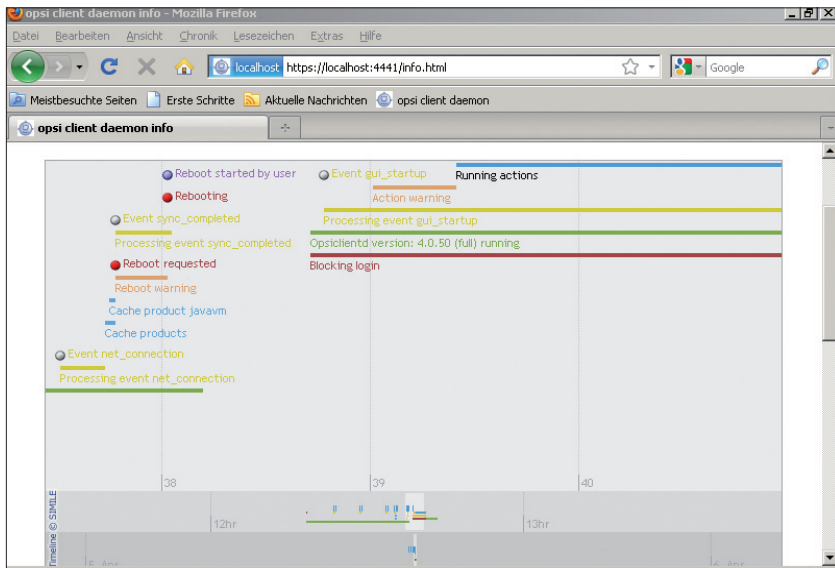 opsi client daemon info - Mozilla Firefox
Datei Bearbeiten Ansicht Chronik Lesezeichen Extras Hilfe
localhost https://localhost:4441/info.html Google
Meistbesuchte Seiten Erste Schritte Aktuelle Nachrichten opsi client daemon
opsi client daemon info
Reboot started by user Event gui_startup Running actions
Rebooting Action warning
Event sync_completed Processing event gui_startup
Processing event sync_completed Opsiclientd version: 4.0.50 (full) running
Reboot requested Blocking login
Reboot warning
Cache product javavm
Cache products
Event net_connection
Processing event net_connection
38 39 40
12hr 13hr
5. Apr 6. Apr
Timeline © SIMILE